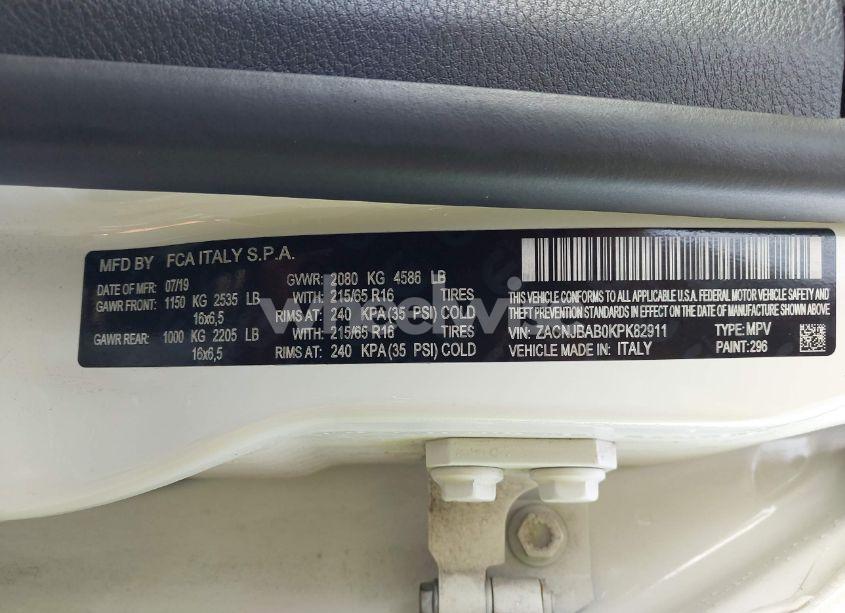 MFD BY FCA ITALY S.P.A.
DATE OF MFR: 07/19 GVWR: 2080 KG 4586 LB
GAWR FRONT: 1150 KG 2535 LB WITH: 215/65 R16 TIRES
16x6,5 RIMS AT: 240 KPA(35 PSI) COLD
GAWR REAR: 1000 KG 2205 LB WITH: 215/65 R16 TIRES
16x6,5 RIMS AT: 240 KPA(35 PSI) COLD
THIS VEHICLE CONFORMS TO ALL APPLICABLE U.S.A. FEDERAL MOTOR VEHICLE SAFETY
AND THEFT PREVENTION STANDARDS IN EFFECT ON THE DATE OF MANUFACTURE SHOWN ABOVE
VIN: ZACNJBAB0KPK82911 TYPE: MPV
VEHICLE MADE IN: ITALY PAINT:296